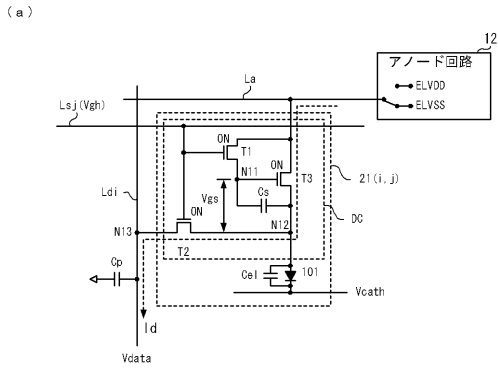 (a)
12
アノード回路
ELVDD
ELVSS
La
Lsj(Vgh)
ON
T1
ON
N11
T3
21(i,j)
Ldi
Vgs
Cs
ON
DC
N13
N12
T2
Cp
Cel
101
Vcath
Id
Vdata